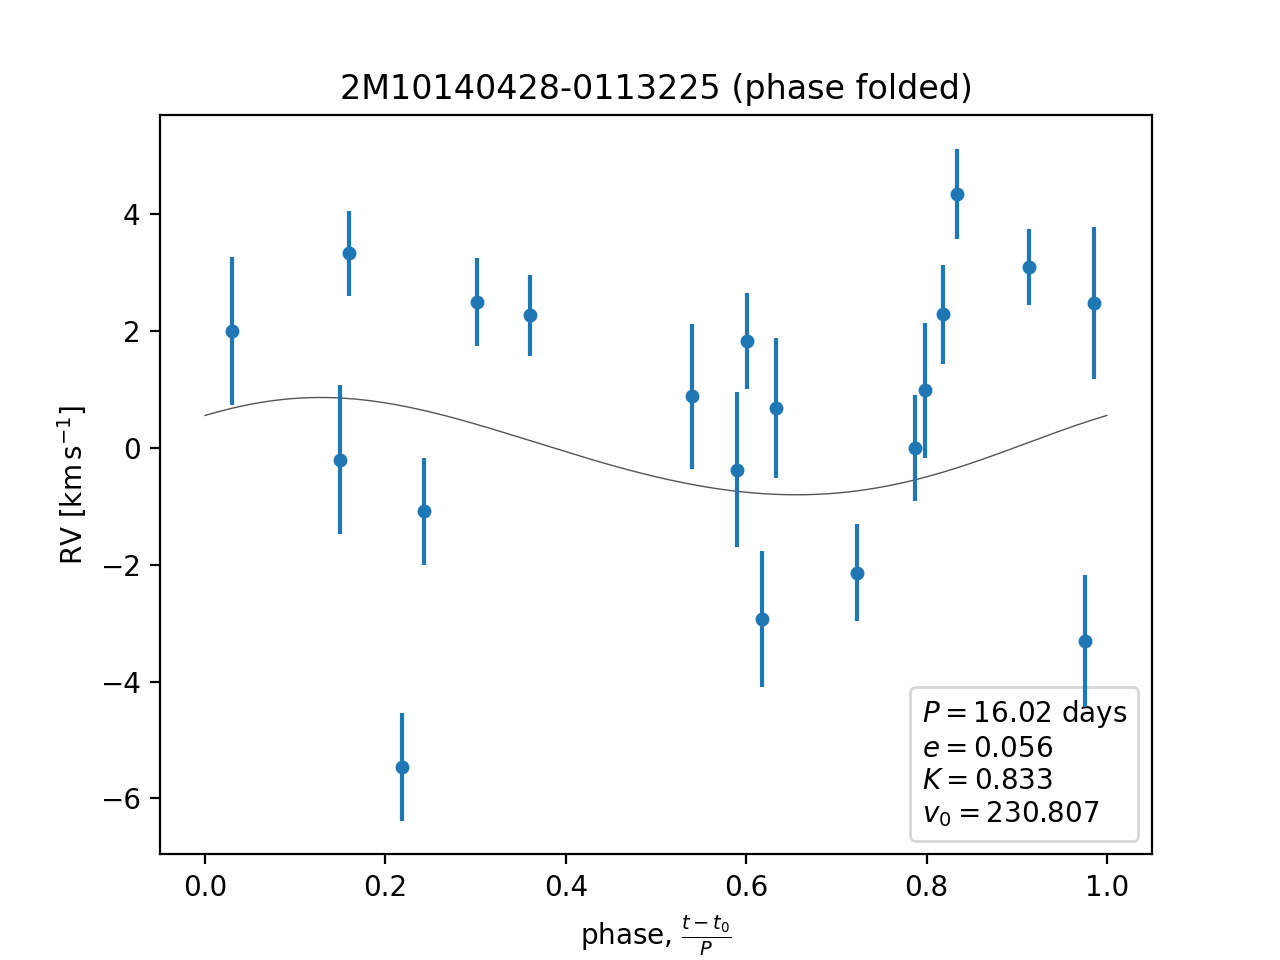 2M10140428-0113225 (phase folded)
RV [km s⁻¹]
4
2
0
−2
−4
−6
P = 16.02 days
e = 0.056
K = 0.833
v₀ = 230.807
0.0 0.2 0.4 0.6 0.8 1.0
phase, (t − t₀)/P